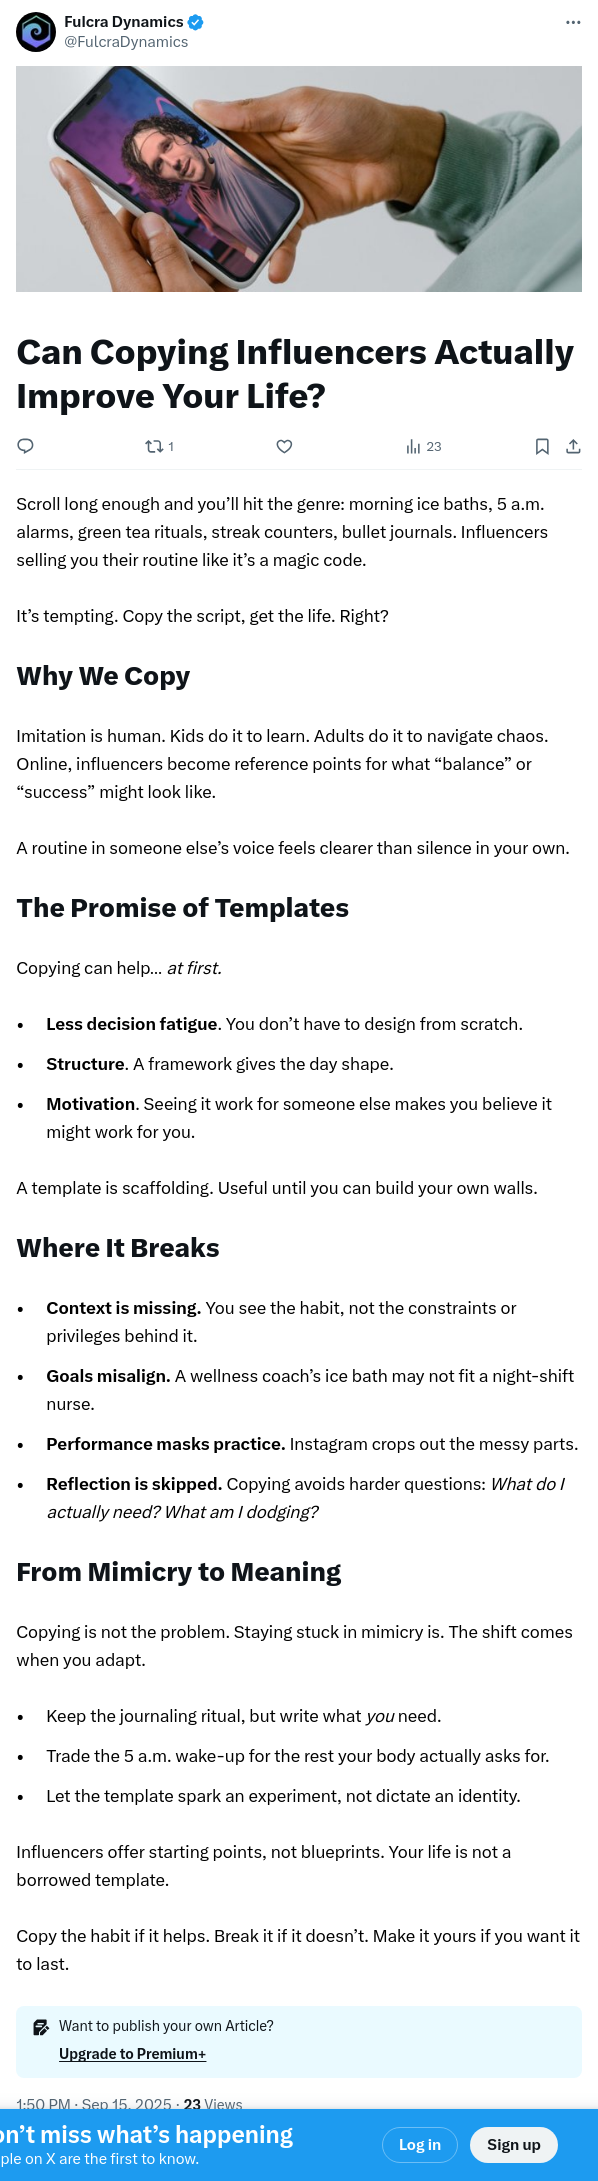 Fulcra Dynamics
@FulcraDynamics
Can Copying Influencers Actually
Improve Your Life?
1
23
Scroll long enough and you’ll hit the genre: morning ice baths, 5 a.m.
alarms, green tea rituals, streak counters, bullet journals. Influencers
selling you their routine like it’s a magic code.
It’s tempting. Copy the script, get the life. Right?
Why We Copy
Imitation is human. Kids do it to learn. Adults do it to navigate chaos.
Online, influencers become reference points for what “balance” or
“success” might look like.
A routine in someone else’s voice feels clearer than silence in your own.
The Promise of Templates
Copying can help... at first.
• Less decision fatigue. You don’t have to design from scratch.
• Structure. A framework gives the day shape.
• Motivation. Seeing it work for someone else makes you believe it
might work for you.
A template is scaffolding. Useful until you can build your own walls.
Where It Breaks
• Context is missing. You see the habit, not the constraints or
privileges behind it.
• Goals misalign. A wellness coach’s ice bath may not fit a night-shift
nurse.
• Performance masks practice. Instagram crops out the messy parts.
• Reflection is skipped. Copying avoids harder questions: What do I
actually need? What am I dodging?
From Mimicry to Meaning
Copying is not the problem. Staying stuck in mimicry is. The shift comes
when you adapt.
• Keep the journaling ritual, but write what you need.
• Trade the 5 a.m. wake-up for the rest your body actually asks for.
• Let the template spark an experiment, not dictate an identity.
Influencers offer starting points, not blueprints. Your life is not a
borrowed template.
Copy the habit if it helps. Break it if it doesn’t. Make it yours if you want it
to last.
Want to publish your own Article?
Upgrade to Premium+
1:50 PM · Sep 15, 2025 · 23 Views
on’t miss what’s happening
ple on X are the first to know.
Log in
Sign up